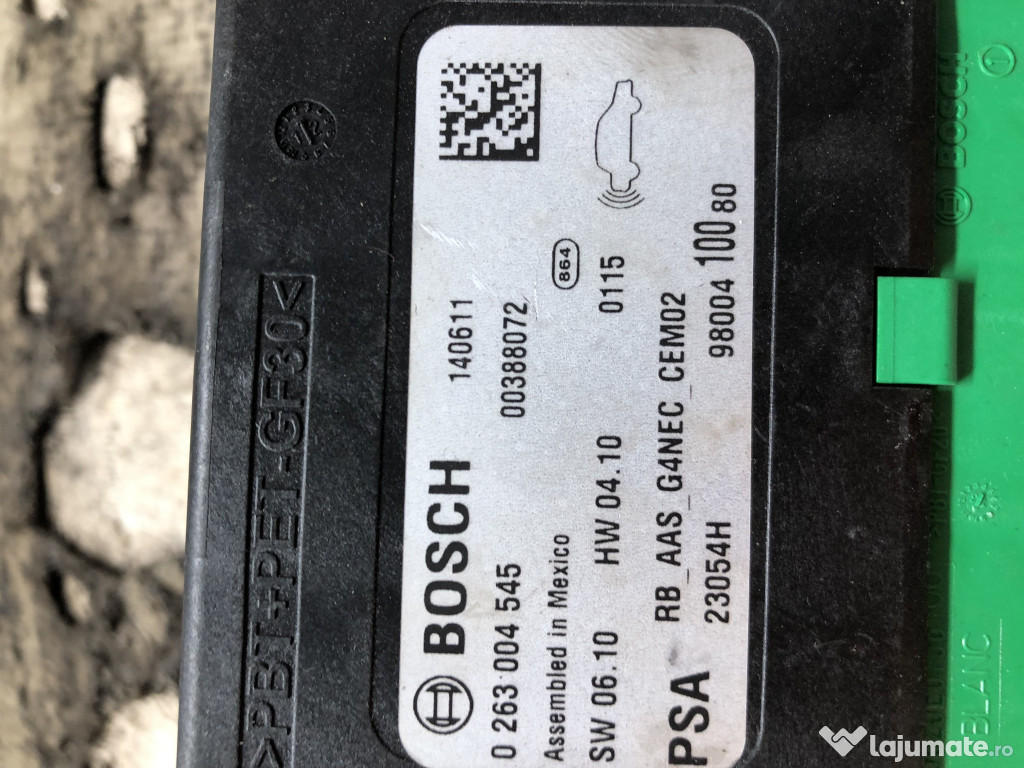 >PBT+PET-GF30<
BOSCH
140611
0 263 004 545
00388072
Assembled in Mexico
864
SW 06.10 HW 04.10 0115
PSA RB_AAS_G4NEC_CEM02
23054H 98004 100 80
BOSCH
1
BLANC
lajumate.ro